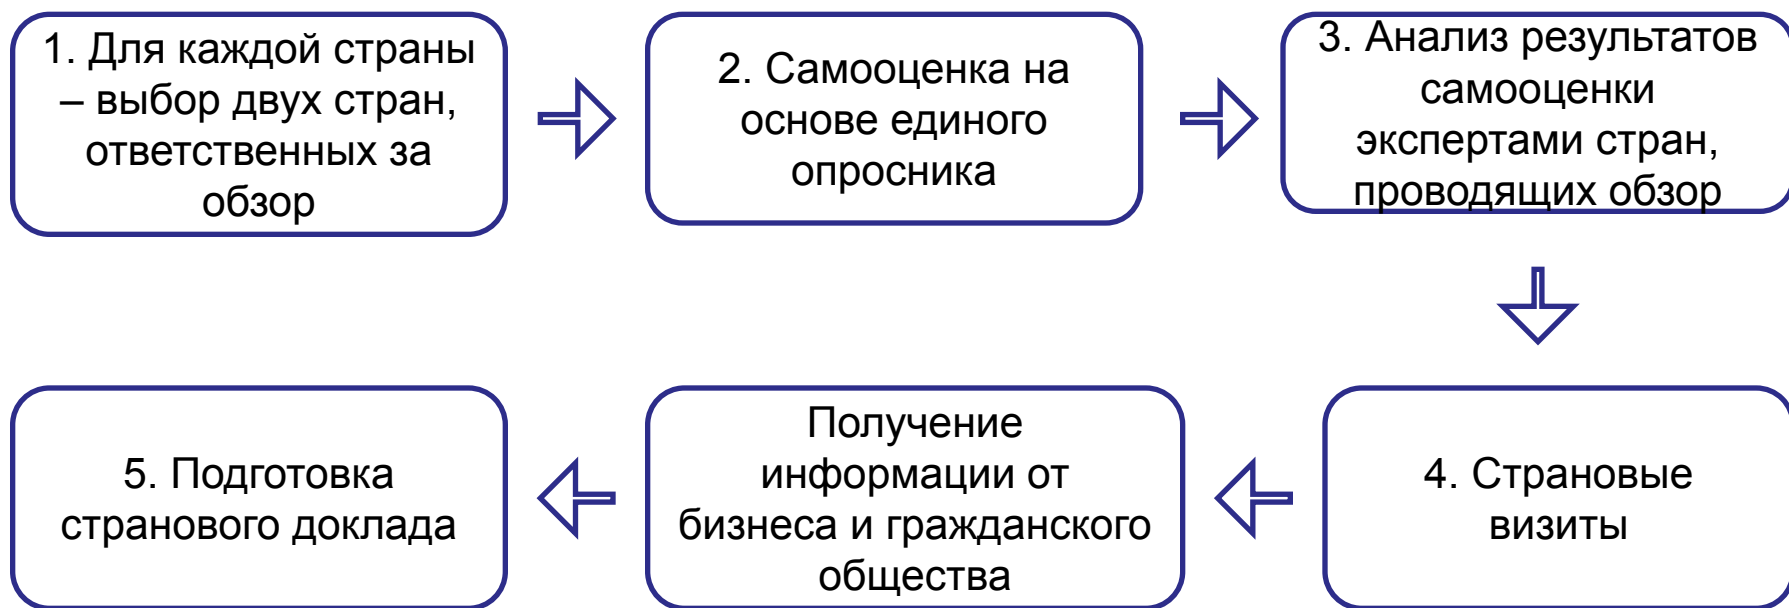 1. Для каждой страны
– выбор двух стран,
ответственных за
обзор
2. Самооценка на
основе единого
опросника
3. Анализ результатов
самооценки
экспертами стран,
проводящих обзор
4. Страновые
визиты
Получение
информации от
бизнеса и гражданского
общества
5. Подготовка
странового доклада